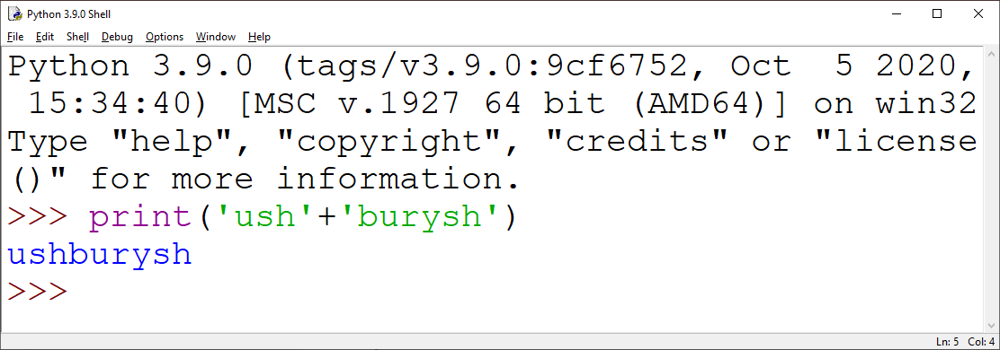 Python 3.9.0 Shell
File Edit Shell Debug Options Window Help
Python 3.9.0 (tags/v3.9.0:9cf6752, Oct  5 2020,
 15:34:40) [MSC v.1927 64 bit (AMD64)] on win32
Type "help", "copyright", "credits" or "license
()" for more information.
>>> print('ush'+'burysh')
ushburysh
>>>
Ln: 5 Col: 4